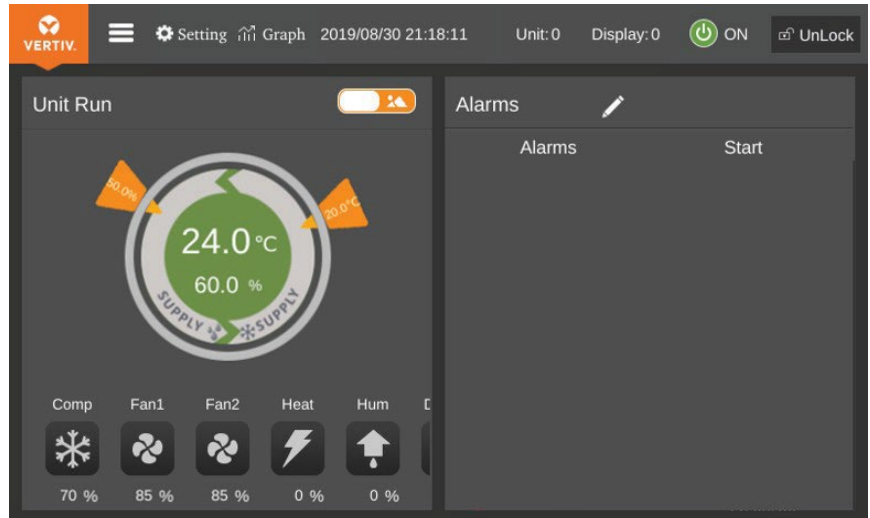 VERTIV.
Setting Graph 2019/08/30 21:18:11 Unit: 0 Display: 0 ON UnLock
Unit Run
Alarms
Alarms Start
50.0%
20.0°C
24.0 °C
60.0 %
SUPPLY SUPPLY
Comp Fan1 Fan2 Heat Hum
70 % 85 % 85 % 0 % 0 %